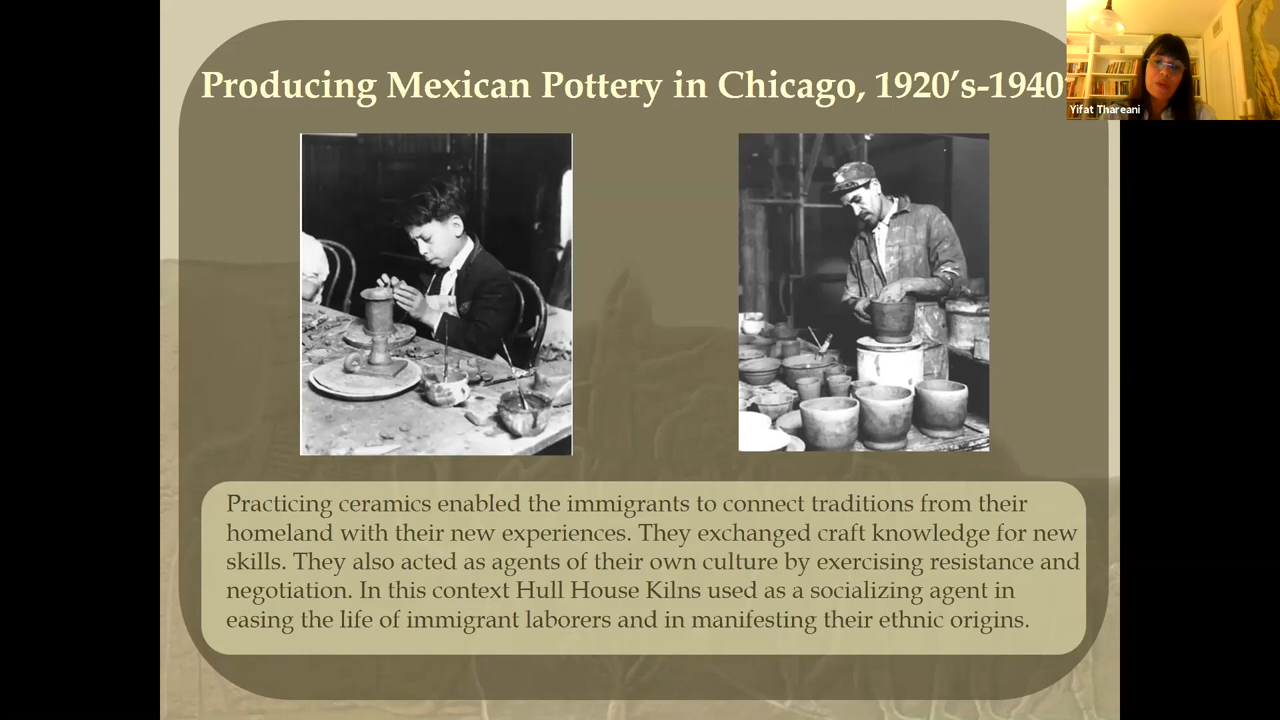 Producing Mexican Pottery in Chicago, 1920’s-1940
Yifat Thareani
Practicing ceramics enabled the immigrants to connect traditions from their
homeland with their new experiences. They exchanged craft knowledge for new
skills. They also acted as agents of their own culture by exercising resistance and
negotiation. In this context Hull House Kilns used as a socializing agent in
easing the life of immigrant laborers and in manifesting their ethnic origins.